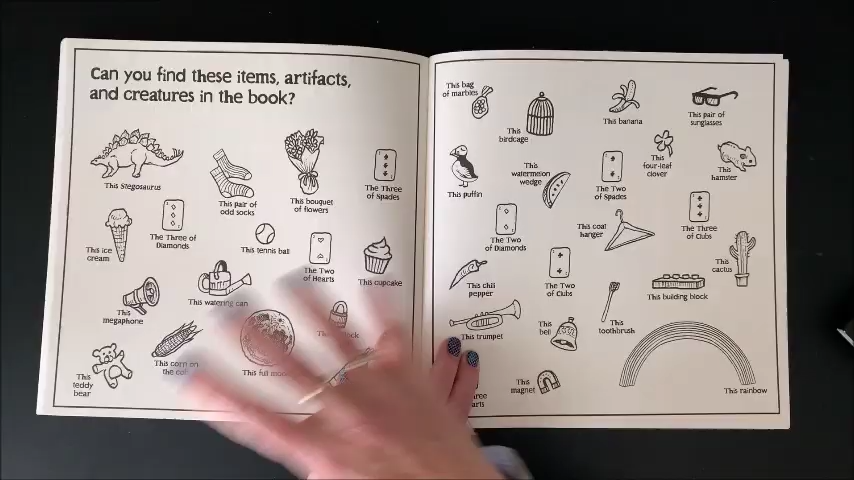 Can you find these items, artifacts,
and creatures in the book?
This Stegosaurus
This pair of
odd socks
This bouquet
of flowers
The Three
of Spades
This ice
cream
The Three of
Diamonds
This tennis ball
The Two
of Hearts
This cupcake
This
megaphone
This watering can
This
teddy
bear
This corn on
the
This full
This bag
of marbles
This
birdcage
This banana
This pair of
sunglasses
This puffin
This
watermelon
wedge
The Two
of Spades
This
four-leaf
clover
This
hamster
The Two
of Diamonds
This coat
hanger
The Three
of Clubs
This
cactus
This chili
pepper
The Two
of Clubs
This building block
This trumpet
This
bell
This
toothbrush
This
magnet
This rainbow